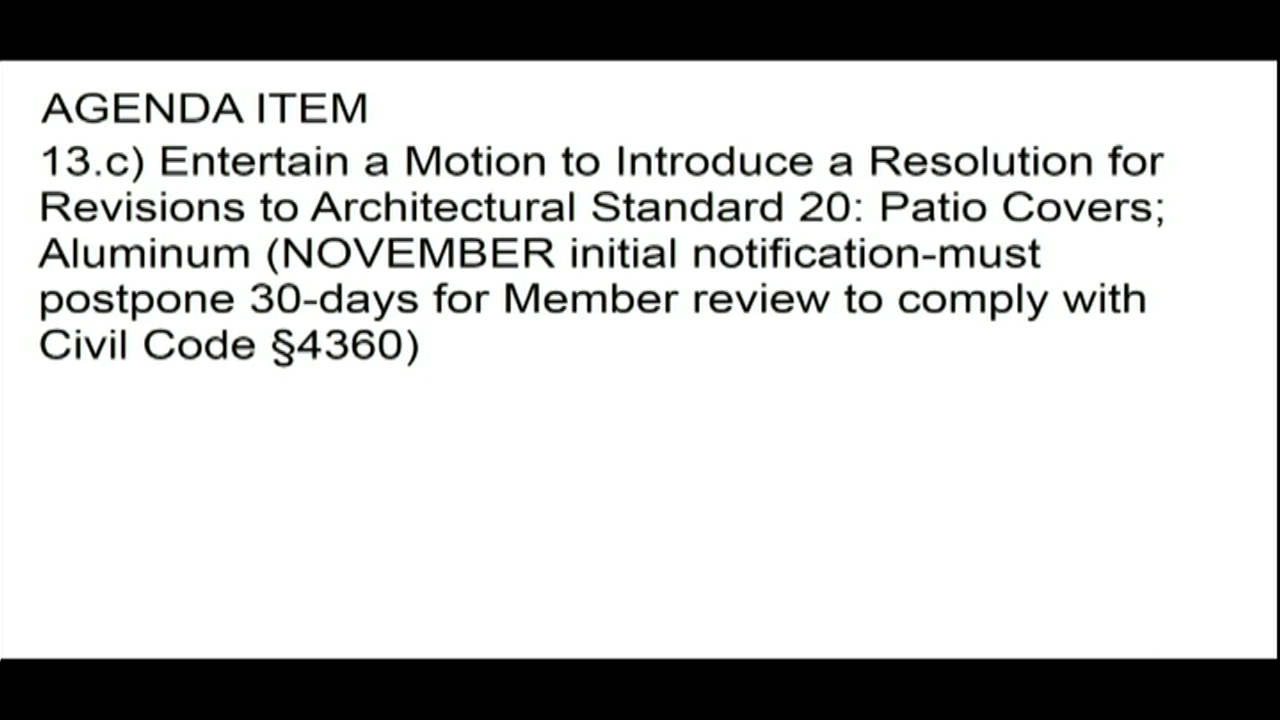 AGENDA ITEM
13.c) Entertain a Motion to Introduce a Resolution for
Revisions to Architectural Standard 20: Patio Covers;
Aluminum (NOVEMBER initial notification-must
postpone 30-days for Member review to comply with
Civil Code §4360)